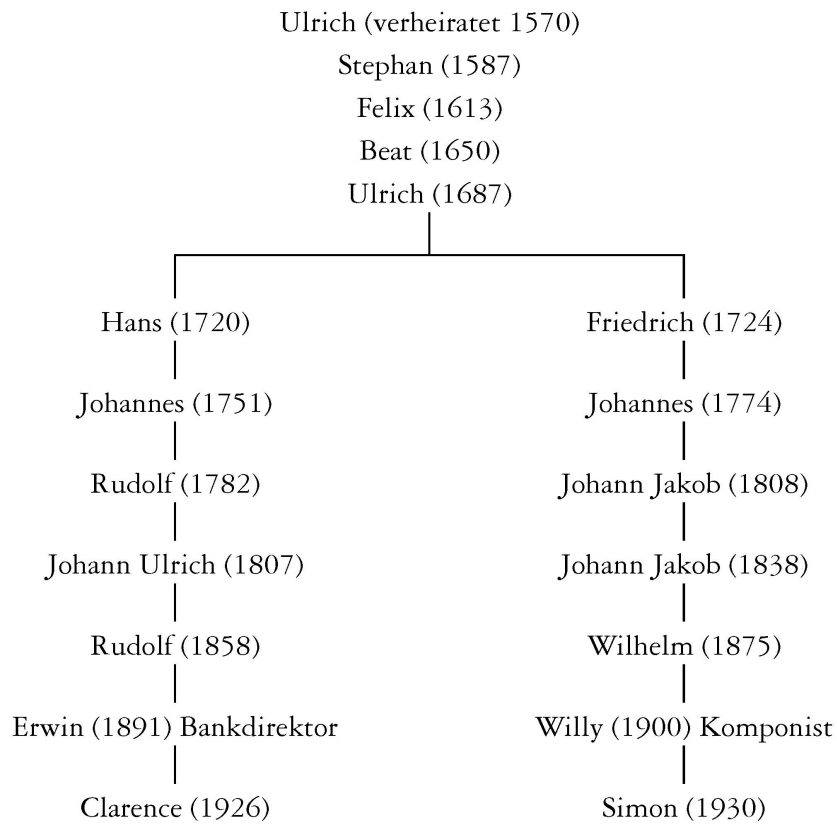 Ulrich (verheiratet 1570)
Stephan (1587)
Felix (1613)
Beat (1650)
Ulrich (1687)
Hans (1720)
Friedrich (1724)
Johannes (1751)
Johannes (1774)
Rudolf (1782)
Johann Jakob (1808)
Johann Ulrich (1807)
Johann Jakob (1838)
Rudolf (1858)
Wilhelm (1875)
Erwin (1891) Bankdirektor
Willy (1900) Komponist
Clarence (1926)
Simon (1930)